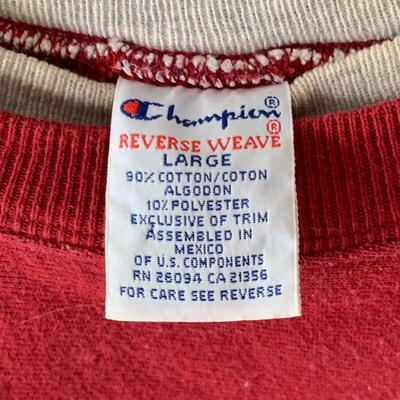 Champion®
REVERSE WEAVE®
LARGE
90% COTTON/COTON
ALGODON
10% POLYESTER
EXCLUSIVE OF TRIM
ASSEMBLED IN
MEXICO
OF U.S. COMPONENTS
RN 26094 CA 21356
FOR CARE SEE REVERSE